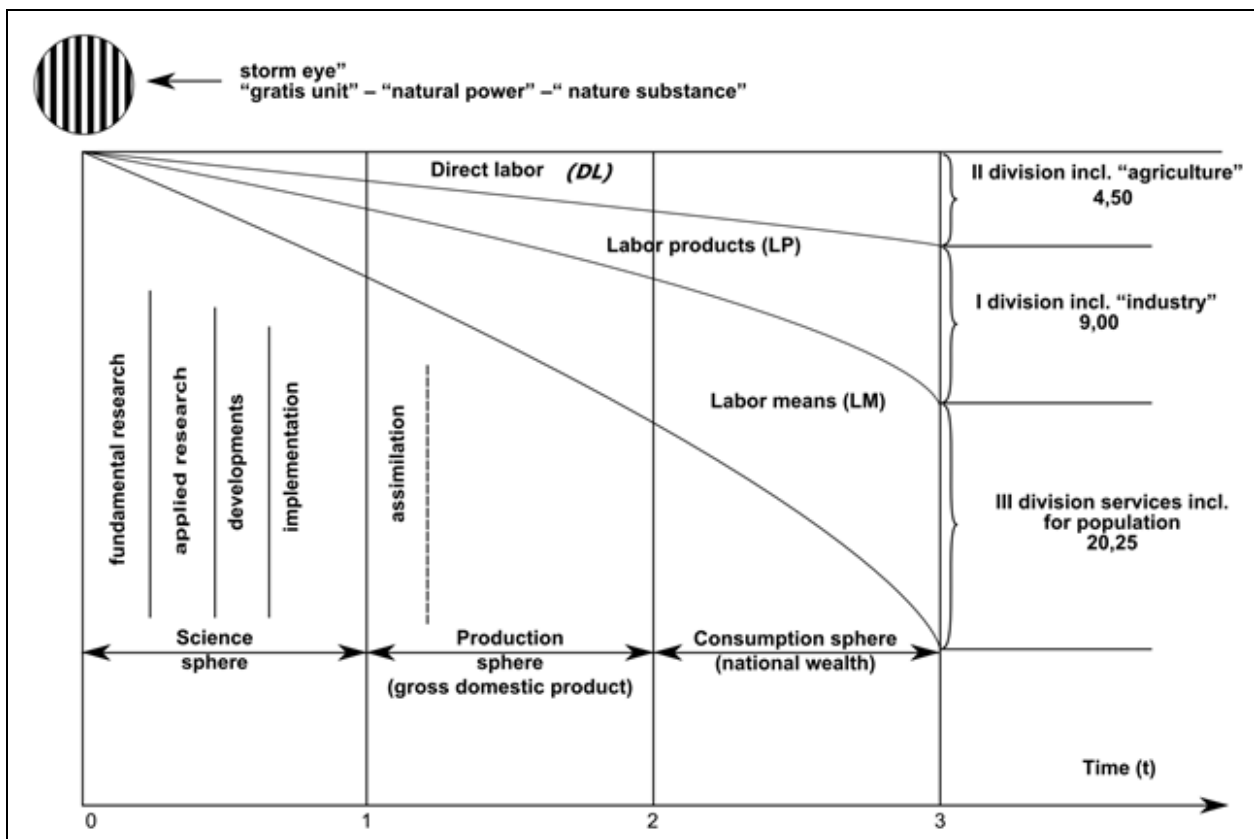 storm eye”
“gratis unit” – “natural power” –“ nature substance”
Direct labor (DL)
II division incl. “agriculture”
4,50
Labor products (LP)
I division incl. “industry”
9,00
Labor means (LM)
III division services incl.
for population
20,25
fundamental research
applied research
developments
implementation
assimilation
Science
sphere
Production
sphere
(gross domestic product)
Consumption sphere
(national wealth)
Time (t)
0
1
2
3